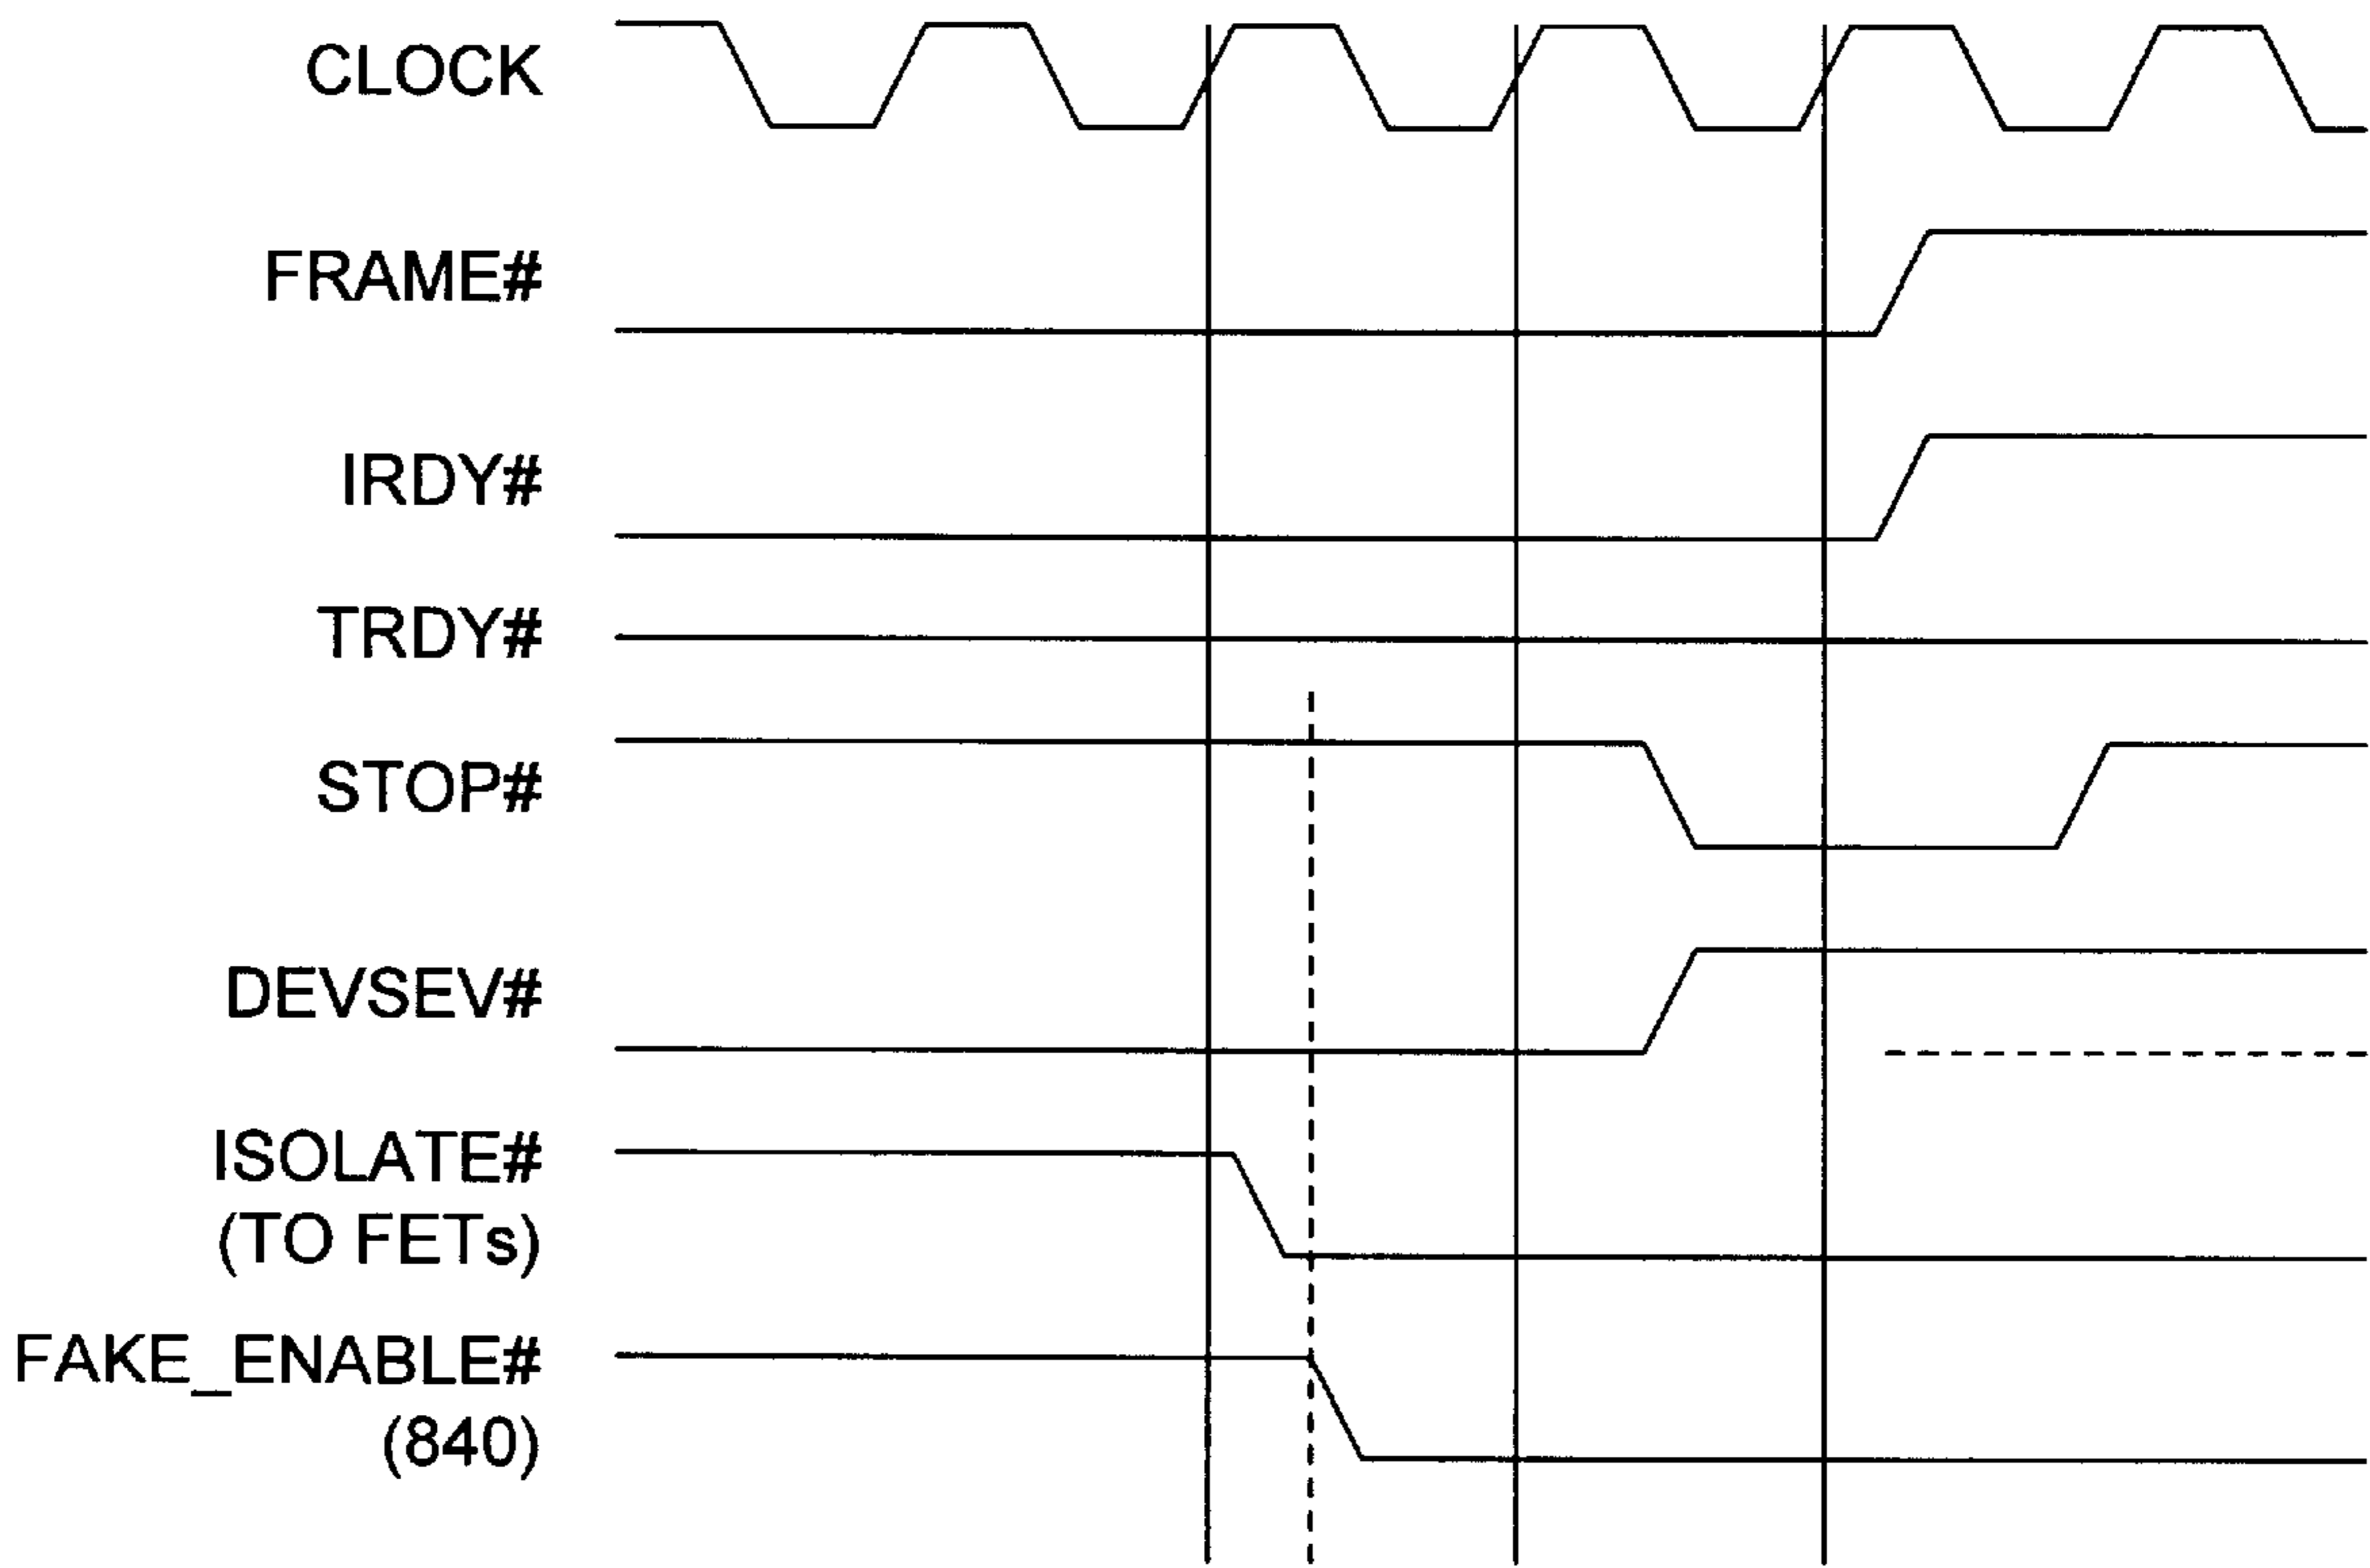 CLOCK
FRAME#
IRDY#
TRDY#
STOP#
DEVSEV#
ISOLATE#
(TO FETs)
FAKE_ENABLE#
(840)